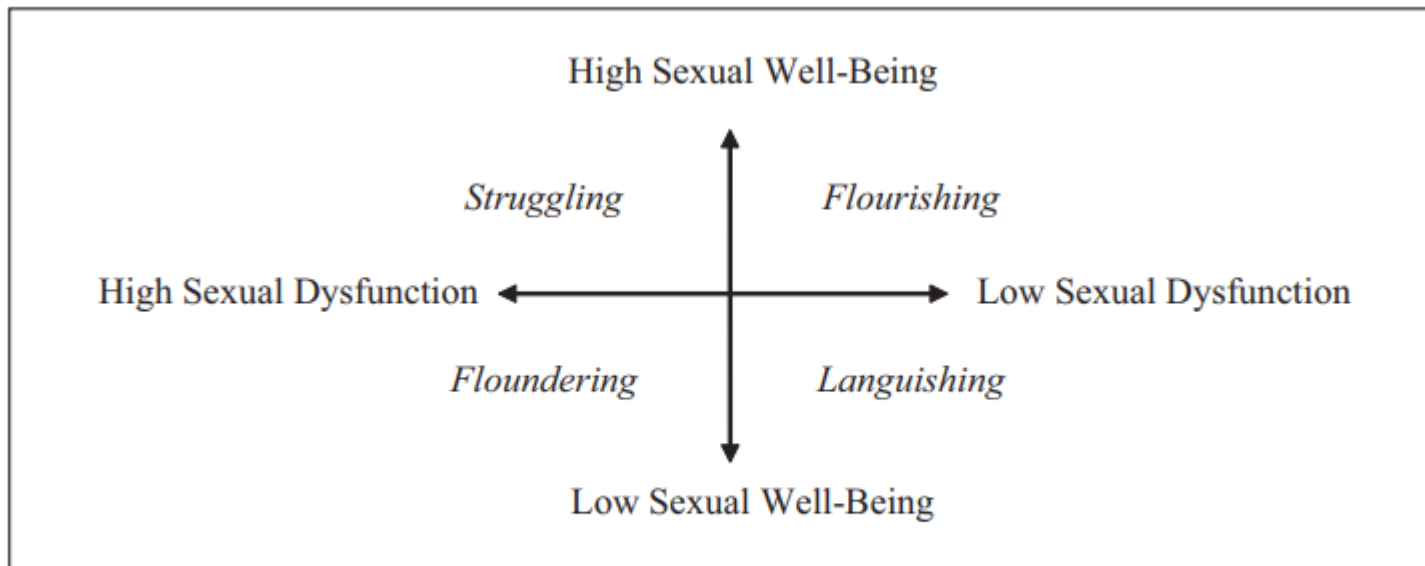 High Sexual Well-Being
Struggling Flourishing
High Sexual Dysfunction Low Sexual Dysfunction
Floundering Languishing
Low Sexual Well-Being